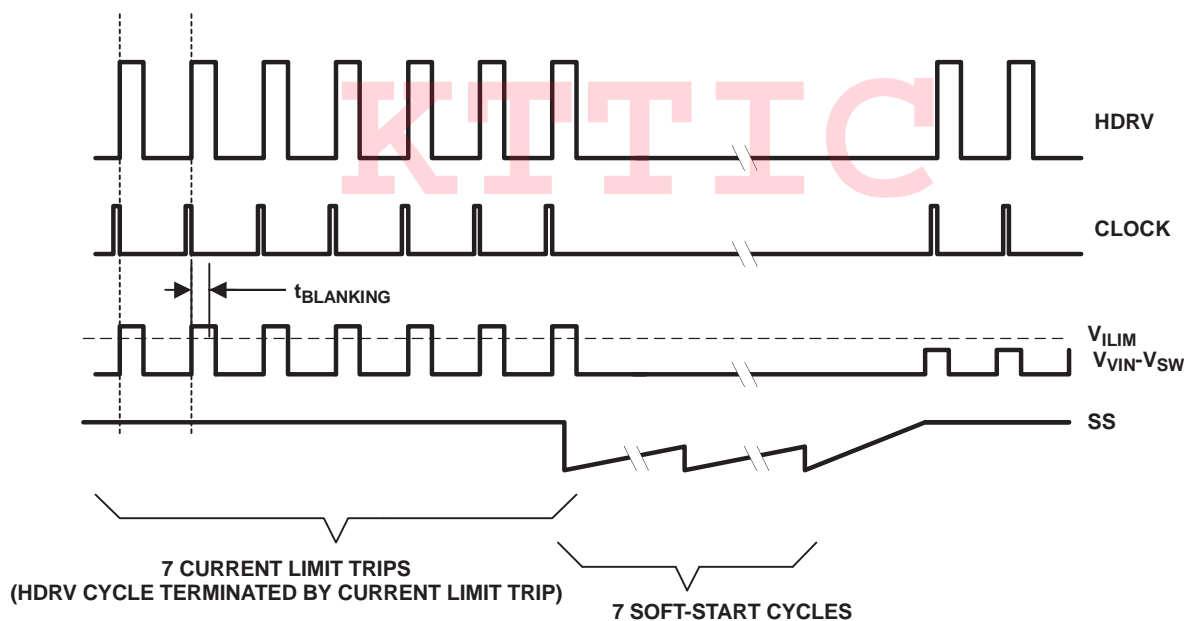 KTTIC
HDRV
CLOCK
tBLANKING
VILIM
VVIN-VSW
SS
7 CURRENT LIMIT TRIPS
(HDRV CYCLE TERMINATED BY CURRENT LIMIT TRIP)
7 SOFT-START CYCLES